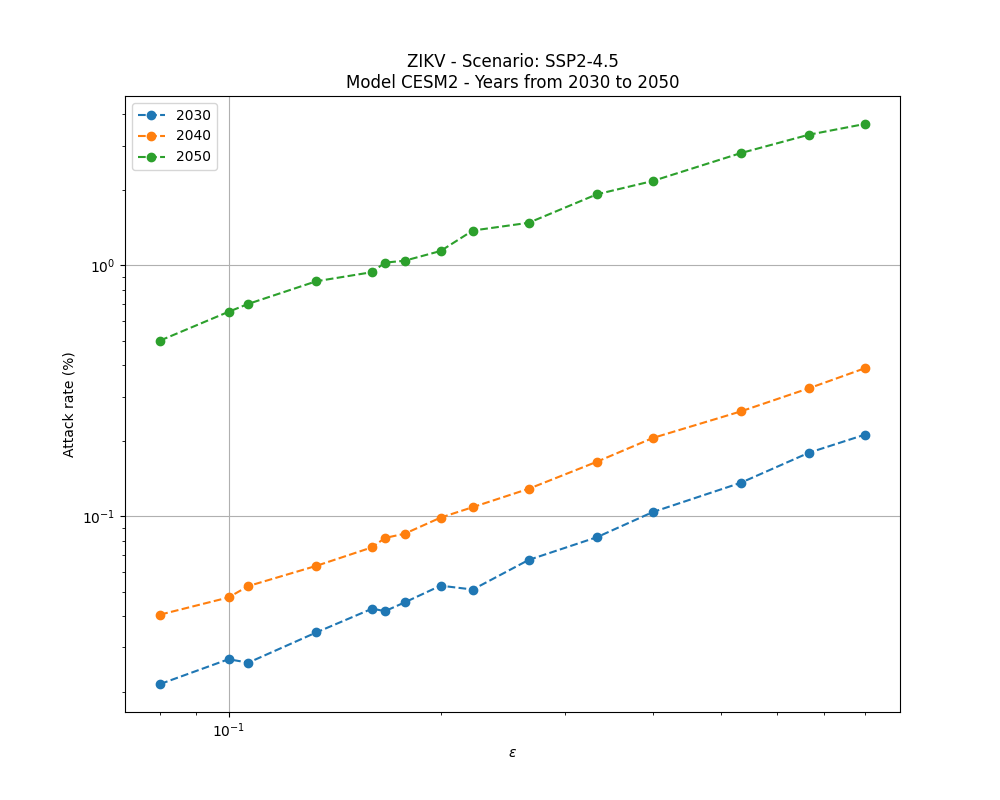 ZIKV - Scenario: SSP2-4.5
Model CESM2 - Years from 2030 to 2050
2030
2040
2050
10⁰
10⁻¹
Attack rate (%)
10⁻¹
ε